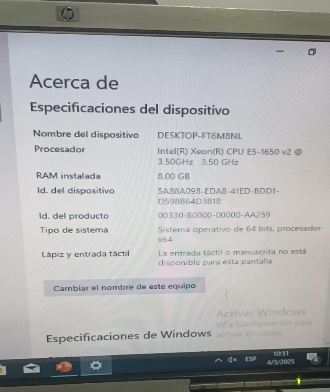 hp
Acerca de
Especificaciones del dispositivo
Nombre del dispositivo DESKTOP-FT6M8NL
Procesador Intel(R) Xeon(R) CPU E5-1650 v2 @
3.50GHz 3.50 GHz
RAM instalada 8.00 GB
Id. del dispositivo 5A88A098-EDA8-41ED-BDD1-
D598B64D3818
Id. del producto 00330-80000-00000-AA259
Tipo de sistema Sistema operativo de 64 bits, procesador
x64
Lápiz y entrada táctil La entrada táctil o manuscrita no está
disponible para esta pantalla
Cambiar el nombre de este equipo
Activar Windows
Ve a Configuración para
activar Windows.
Especificaciones de Windows
ESP
10:51
4/3/2025